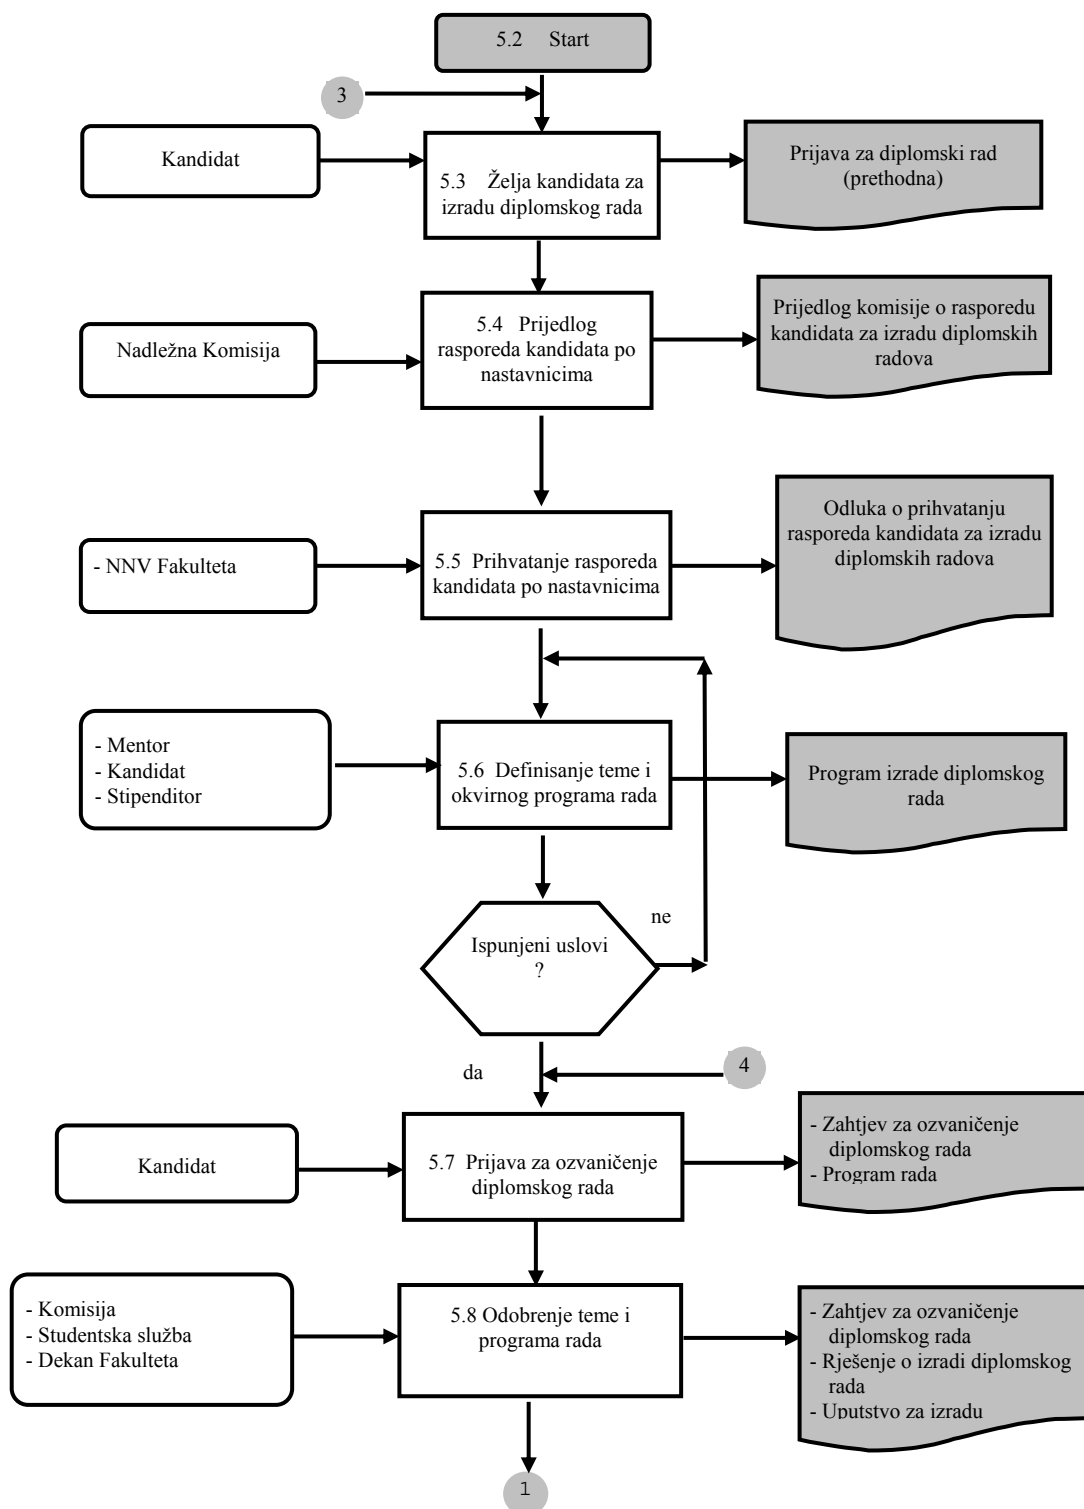 5.2 Start
3
Kandidat
5.3 Želja kandidata za
izradu diplomskog rada
Prijava za diplomski rad
(prethodna)
Nadležna Komisija
5.4 Prijedlog
rasporeda kandidata po
nastavnicima
Prijedlog komisije o rasporedu
kandidata za izradu diplomskih
radova
- NNV Fakulteta
5.5 Prihvatanje rasporeda
kandidata po nastavnicima
Odluka o prihvatanju
rasporeda kandidata za izradu
diplomskih radova
- Mentor
- Kandidat
- Stipenditor
5.6 Definisanje teme i
okvirnog programa rada
Program izrade diplomskog
rada
Ispunjeni uslovi
?
ne
da
4
Kandidat
5.7 Prijava za ozvaničenje
diplomskog rada
- Zahtjev za ozvaničenje
diplomskog rada
- Program rada
- Komisija
- Studentska služba
- Dekan Fakulteta
5.8 Odobrenje teme i
programa rada
- Zahtjev za ozvaničenje
diplomskog rada
- Rješenje o izradi diplomskog
rada
- Uputstvo za izradu
1